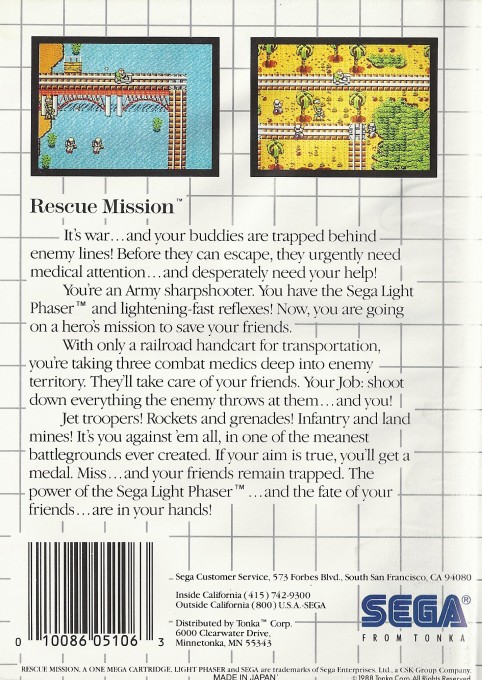 Rescue Mission™
It's war...and your buddies are trapped behind
enemy lines! Before they can escape, they urgently need
medical attention...and desperately need your help!
You're an Army sharpshooter. You have the Sega Light
Phaser™ and lightening-fast reflexes! Now, you are going
on a hero's mission to save your friends.
With only a railroad handcart for transportation,
you're taking three combat medics deep into enemy
territory. They'll take care of your friends. Your Job: shoot
down everything the enemy throws at them...and you!
Jet troopers! Rockets and grenades! Infantry and land
mines! It's you against 'em all, in one of the meanest
battlegrounds ever created. If your aim is true, you'll get a
medal. Miss...and your friends remain trapped. The
power of the Sega Light Phaser™...and the fate of your
friends...are in your hands!
Sega Customer Service, 573 Forbes Blvd., South San Francisco, CA 94080
Inside California (415) 742-9300
Outside California (800) U.S.A.-SEGA
Distributed by Tonka™ Corp.
6000 Clearwater Drive,
Minnetonka, MN 55343
SEGA®
FROM TONKA
0 10086 05106 3
RESCUE MISSION, A ONE MEGA CARTRIDGE, LIGHT PHASER and SEGA are trademarks of Sega Enterprises, Ltd., a CSK Group Company.
MADE IN JAPAN
©1988 Tonka Corp. All Rights Reserved